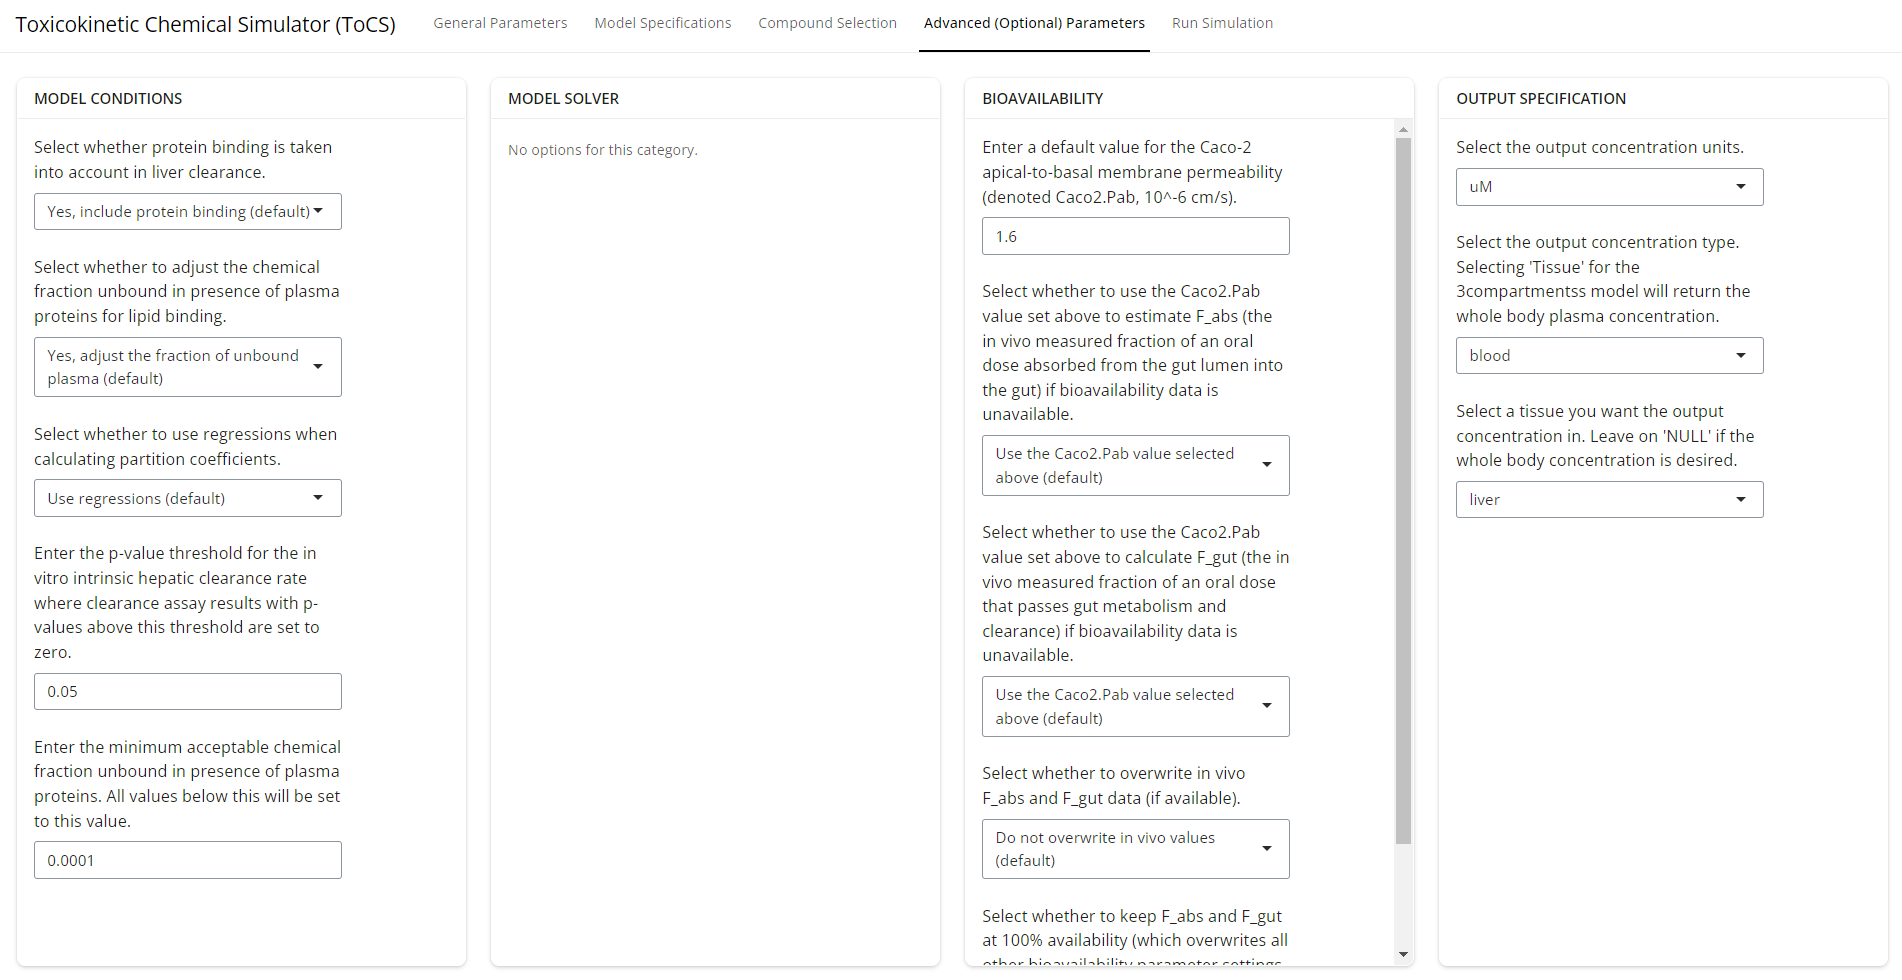 Toxicokinetic Chemical Simulator (ToCS)
General Parameters
Model Specifications
Compound Selection
Advanced (Optional) Parameters
Run Simulation
MODEL CONDITIONS
Select whether protein binding is taken
into account in liver clearance.
Yes, include protein binding (default)
Select whether to adjust the chemical
fraction unbound in presence of plasma
proteins for lipid binding.
Yes, adjust the fraction of unbound
plasma (default)
Select whether to use regressions when
calculating partition coefficients.
Use regressions (default)
Enter the p-value threshold for the in
vitro intrinsic hepatic clearance rate
where clearance assay results with p-
values above this threshold are set to
zero.
0.05
Enter the minimum acceptable chemical
fraction unbound in presence of plasma
proteins. All values below this will be set
to this value.
0.0001
MODEL SOLVER
No options for this category.
BIOAVAILABILITY
Enter a default value for the Caco-2
apical-to-basal membrane permeability
(denoted Caco2.Pab, 10^-6 cm/s).
1.6
Select whether to use the Caco2.Pab
value set above to estimate F_abs (the
in vivo measured fraction of an oral
dose absorbed from the gut lumen into
the gut) if bioavailability data is
unavailable.
Use the Caco2.Pab value selected
above (default)
Select whether to use the Caco2.Pab
value set above to calculate F_gut (the in
vivo measured fraction of an oral dose
that passes gut metabolism and
clearance) if bioavailability data is
unavailable.
Use the Caco2.Pab value selected
above (default)
Select whether to overwrite in vivo
F_abs and F_gut data (if available).
Do not overwrite in vivo values
(default)
Select whether to keep F_abs and F_gut
at 100% availability (which overwrites all
other bioavailability parameter settings
OUTPUT SPECIFICATION
Select the output concentration units.
uM
Select the output concentration type.
Selecting 'Tissue' for the
3compartmentss model will return the
whole body plasma concentration.
blood
Select a tissue you want the output
concentration in. Leave on 'NULL' if the
whole body concentration is desired.
liver